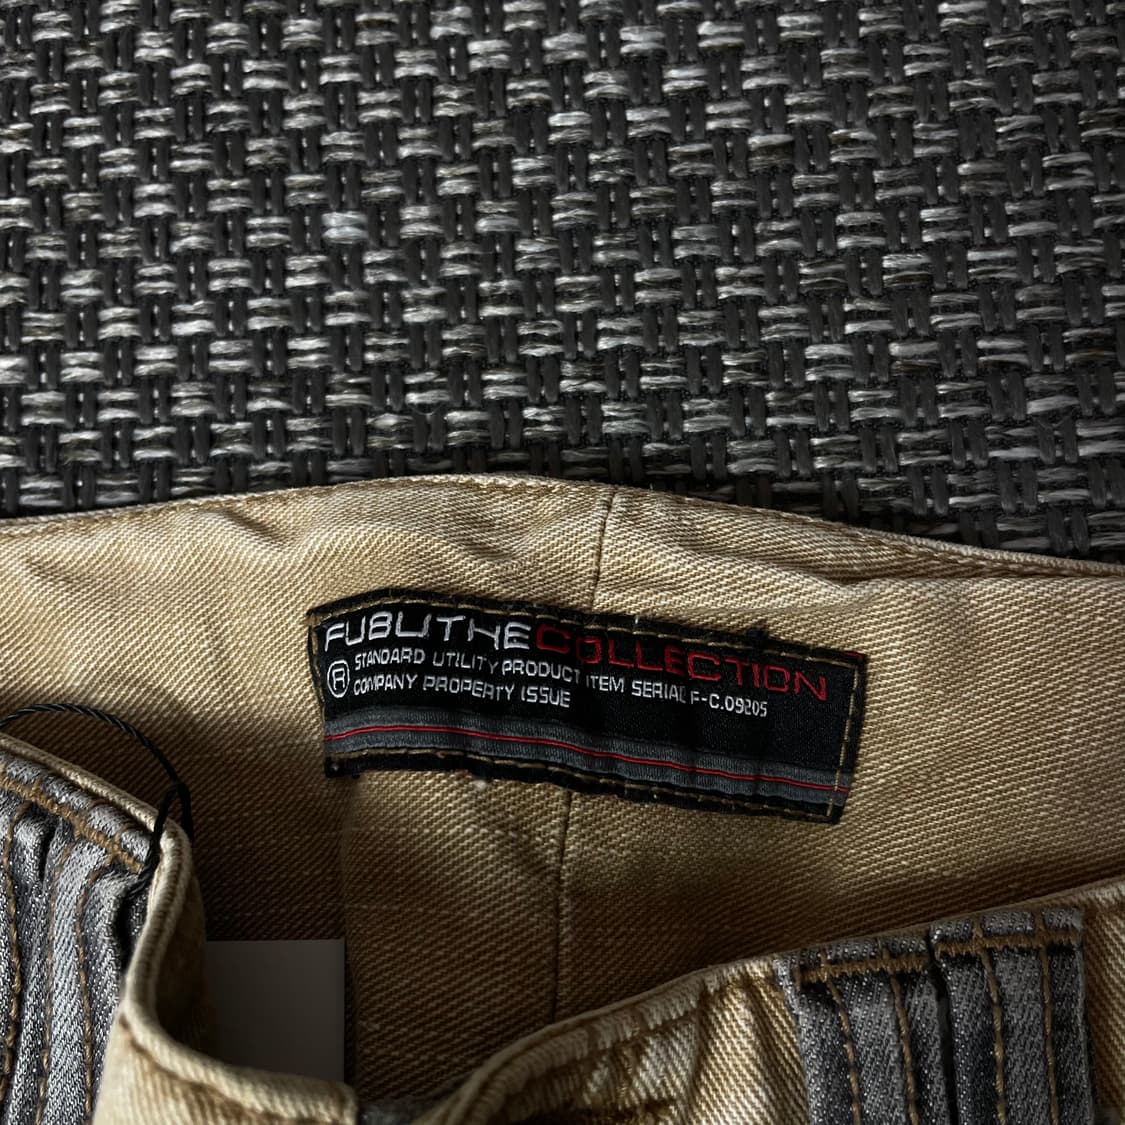 FUBUTHECOLLECTION
® STANDARD UTILITY PRODUCT ITEM SERIAL F-C.09205
COMPANY PROPERTY ISSUE